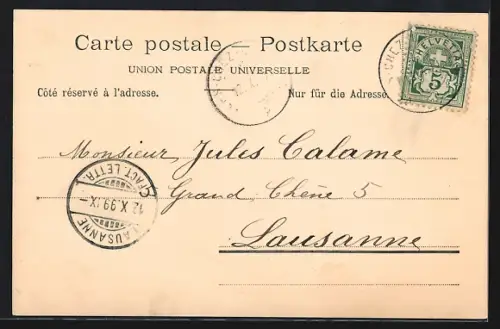 Carte postale — Postkarte
UNION POSTALE UNIVERSELLE
Côté réservé à l'adresse. Nur für die Adresse
HELVETIA
5
Monsieur Jules Calame
Grand Chêne 5
Lausanne
LAUSANNE
12.X.99.IX–
FACT. LETTR.